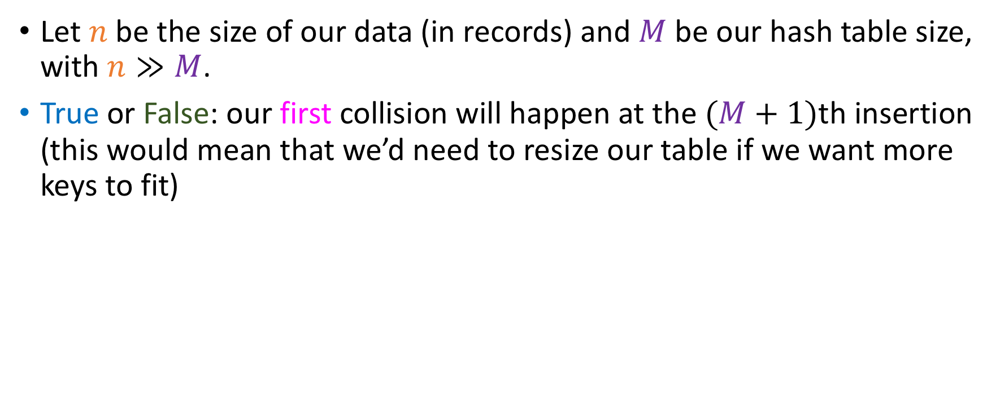 • Let n be the size of our data (in records) and M be our hash table size,
with n ≫ M.
• True or False: our first collision will happen at the (M + 1)th insertion
(this would mean that we’d need to resize our table if we want more
keys to fit)